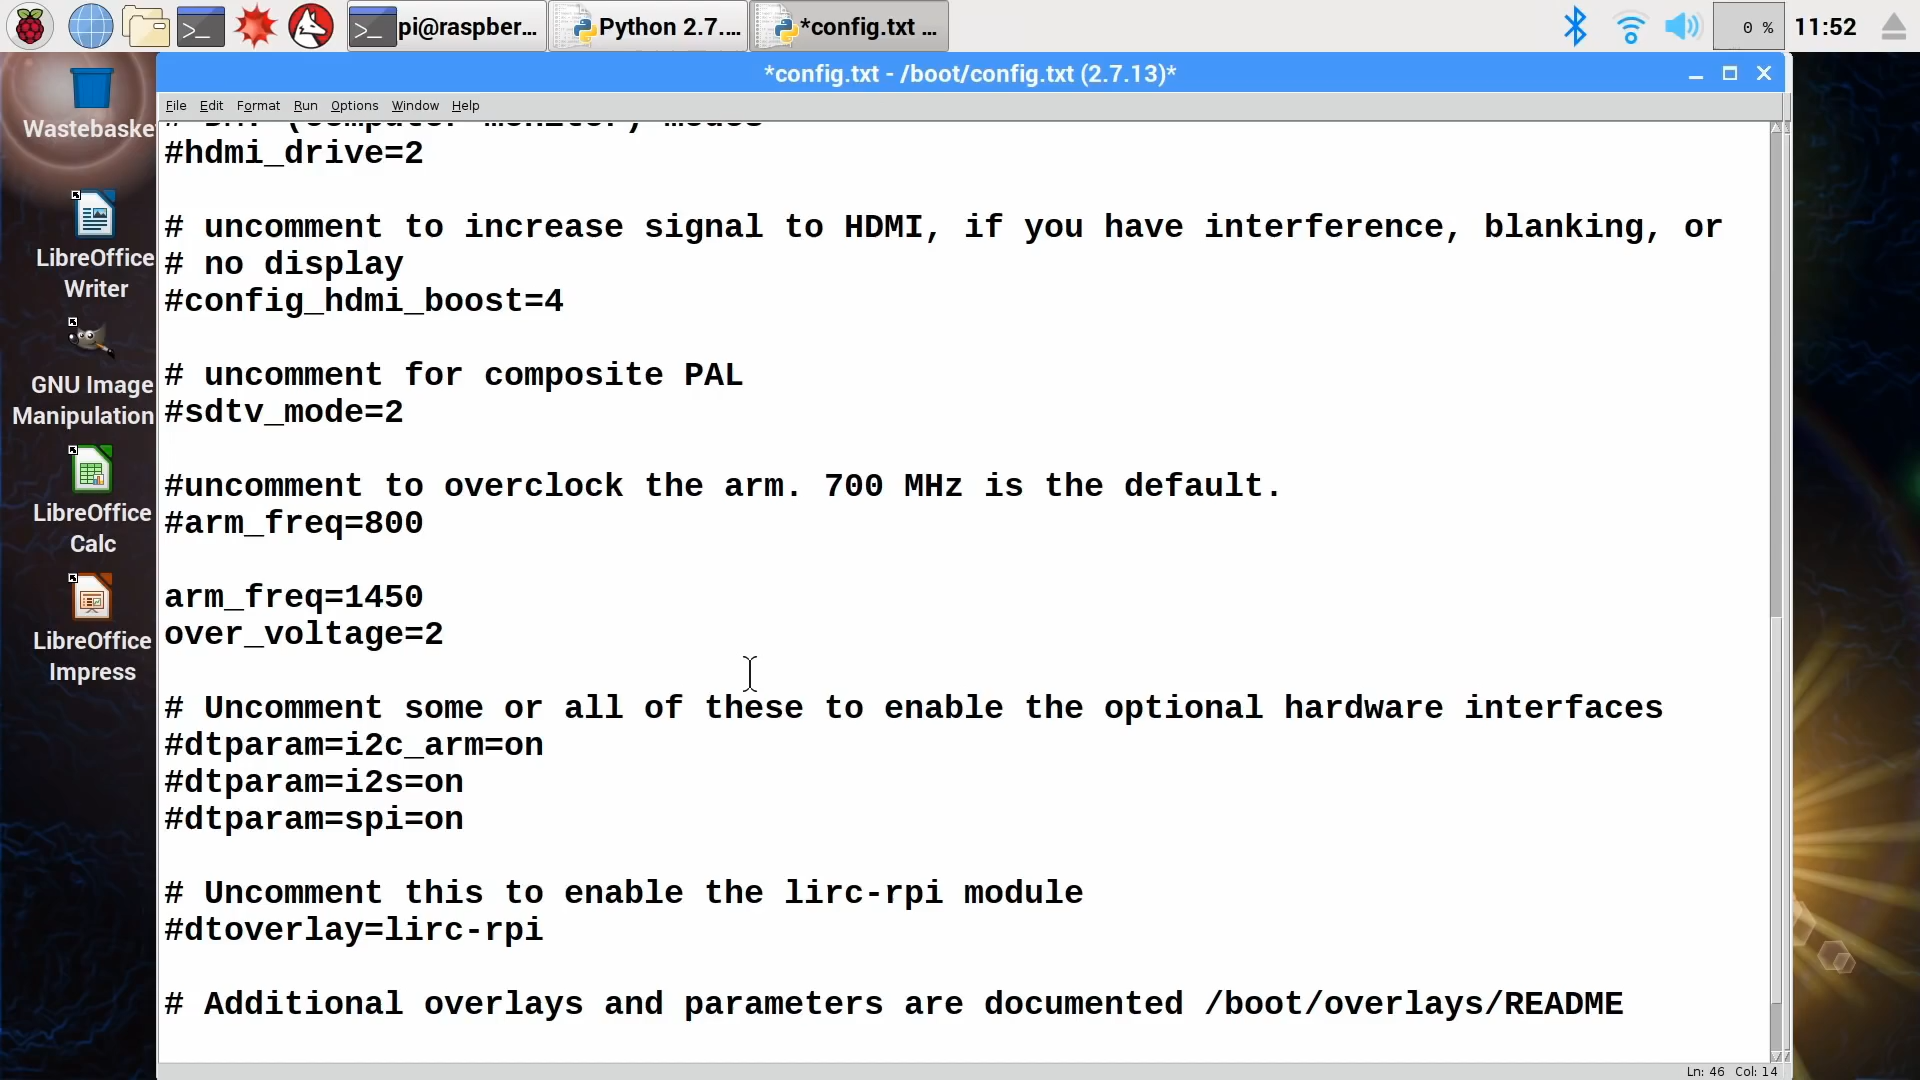 pi@raspber...
Python 2.7....
*config.txt ...
0 %
11:52
*config.txt - /boot/config.txt (2.7.13)*
File Edit Format Run Options Window Help
Wastebaske
LibreOffice
Writer
GNU Image
Manipulation
LibreOffice
Calc
LibreOffice
Impress
#hdmi_drive=2
# uncomment to increase signal to HDMI, if you have interference, blanking, or
# no display
#config_hdmi_boost=4
# uncomment for composite PAL
#sdtv_mode=2
#uncomment to overclock the arm. 700 MHz is the default.
#arm_freq=800
arm_freq=1450
over_voltage=2
# Uncomment some or all of these to enable the optional hardware interfaces
#dtparam=i2c_arm=on
#dtparam=i2s=on
#dtparam=spi=on
# Uncomment this to enable the lirc-rpi module
#dtoverlay=lirc-rpi
# Additional overlays and parameters are documented /boot/overlays/README
Ln: 46 Col: 14